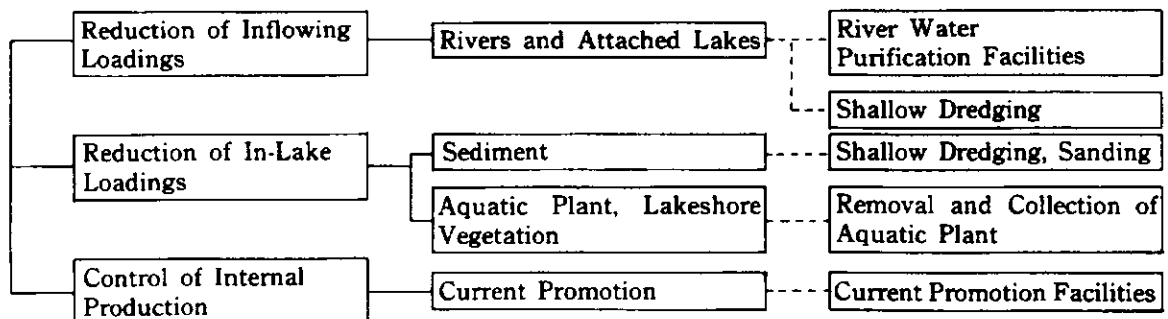 Reduction of Inflowing
Loadings
Rivers and Attached Lakes
River Water
Purification Facilities
Shallow Dredging
Reduction of In-Lake
Loadings
Sediment
Shallow Dredging, Sanding
Aquatic Plant, Lakeshore
Vegetation
Removal and Collection of
Aquatic Plant
Control of Internal
Production
Current Promotion
Current Promotion Facilities